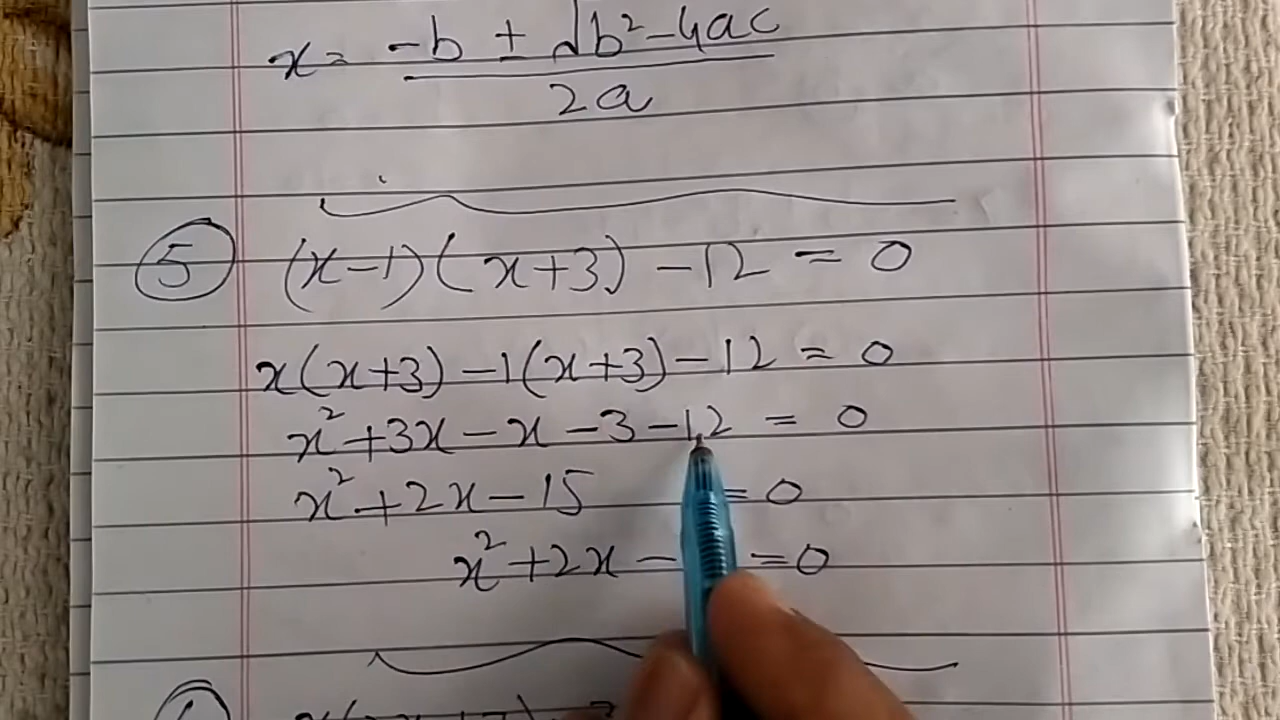 x = -b ± √b²-4ac
2a
5 (x-1)(x+3) -12 = 0
x(x+3) -1(x+3) -12 = 0
x² +3x - x - 3 - 12 = 0
x² +2x - 15 = 0
x² +2x - = 0